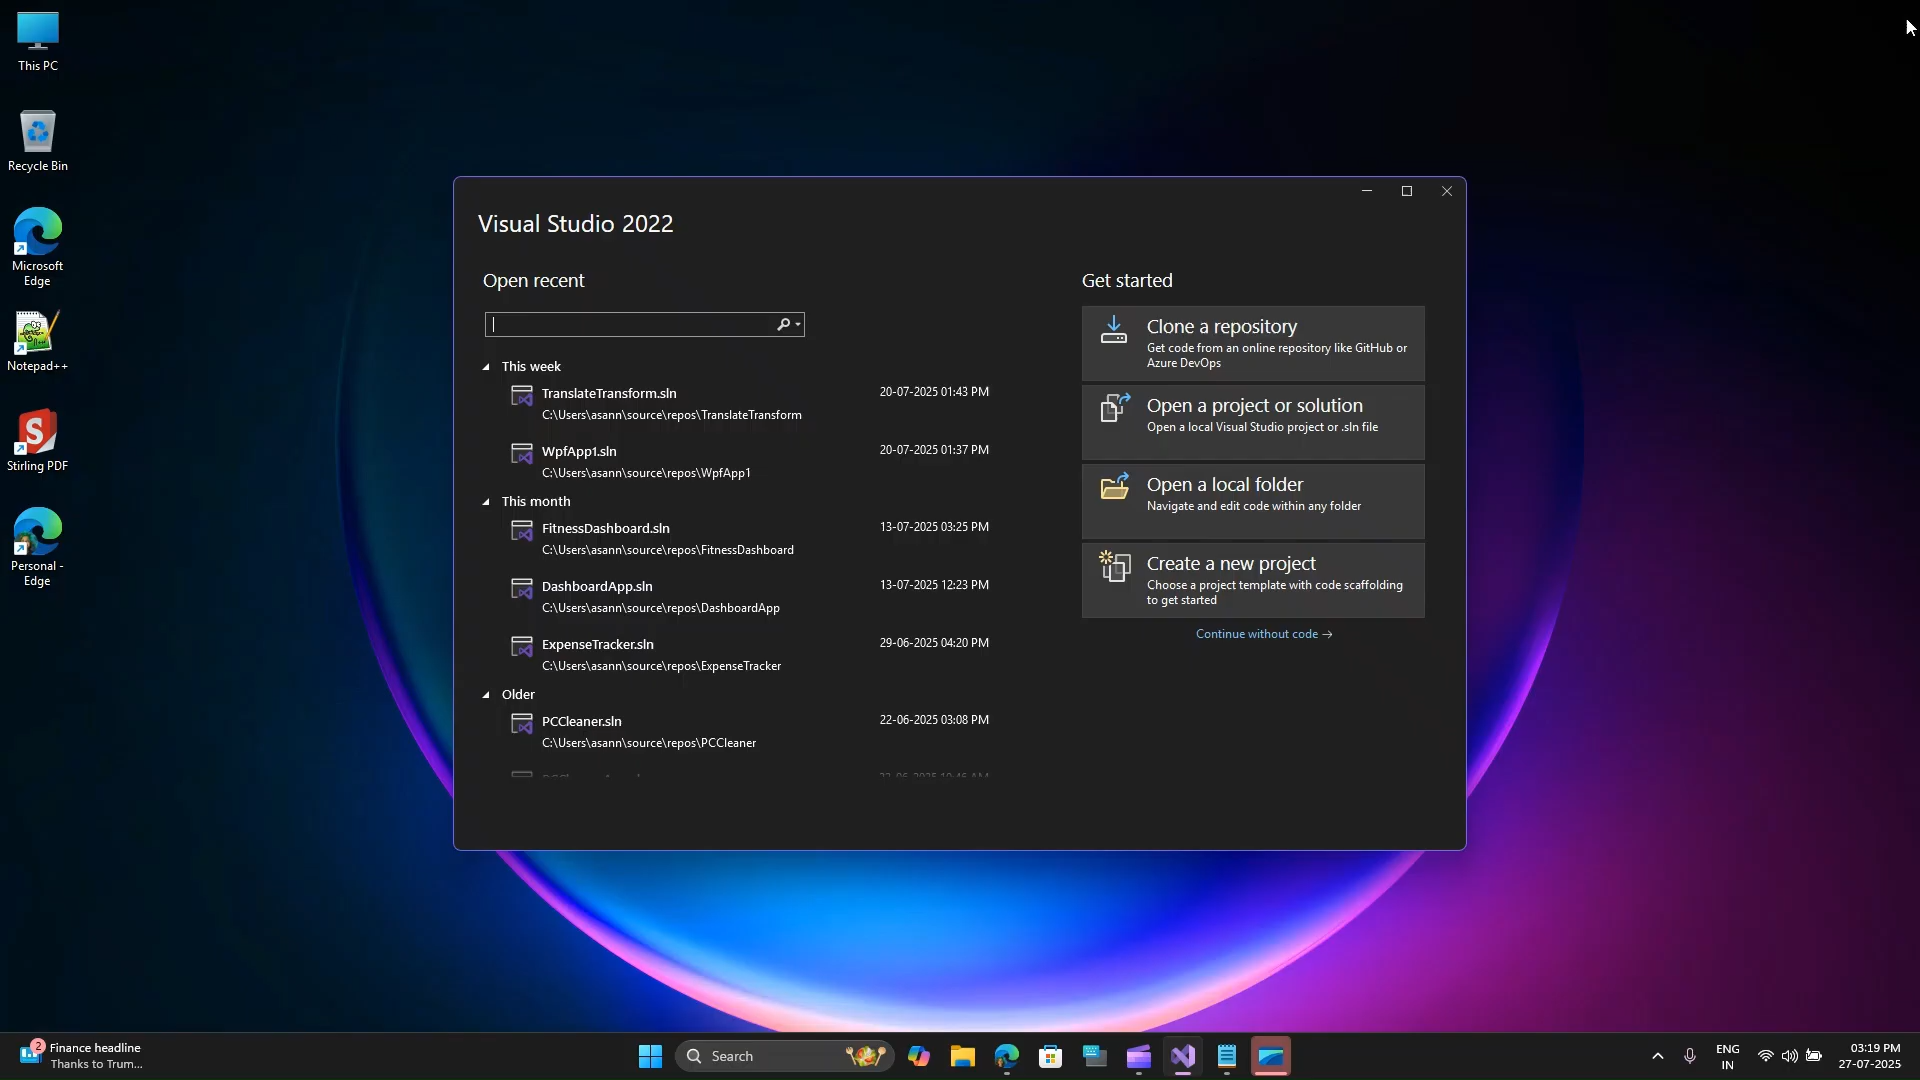 This PC
Recycle Bin
Microsoft
Edge
Notepad++
Stirling PDF
Personal -
Edge
Visual Studio 2022
Open recent
This week
TranslateTransform.sln 20-07-2025 01:43 PM
C:\Users\asann\source\repos\TranslateTransform
WpfApp1.sln 20-07-2025 01:37 PM
C:\Users\asann\source\repos\WpfApp1
This month
FitnessDashboard.sln 13-07-2025 03:25 PM
C:\Users\asann\source\repos\FitnessDashboard
DashboardApp.sln 13-07-2025 12:23 PM
C:\Users\asann\source\repos\DashboardApp
ExpenseTracker.sln 29-06-2025 04:20 PM
C:\Users\asann\source\repos\ExpenseTracker
Older
PCCleaner.sln 22-06-2025 03:08 PM
C:\Users\asann\source\repos\PCCleaner
Get started
Clone a repository
Get code from an online repository like GitHub or
Azure DevOps
Open a project or solution
Open a local Visual Studio project or .sln file
Open a local folder
Navigate and edit code within any folder
Create a new project
Choose a project template with code scaffolding
to get started
Continue without code →
2
Finance headline
Thanks to Trum...
Search
ENG
IN
03:19 PM
27-07-2025